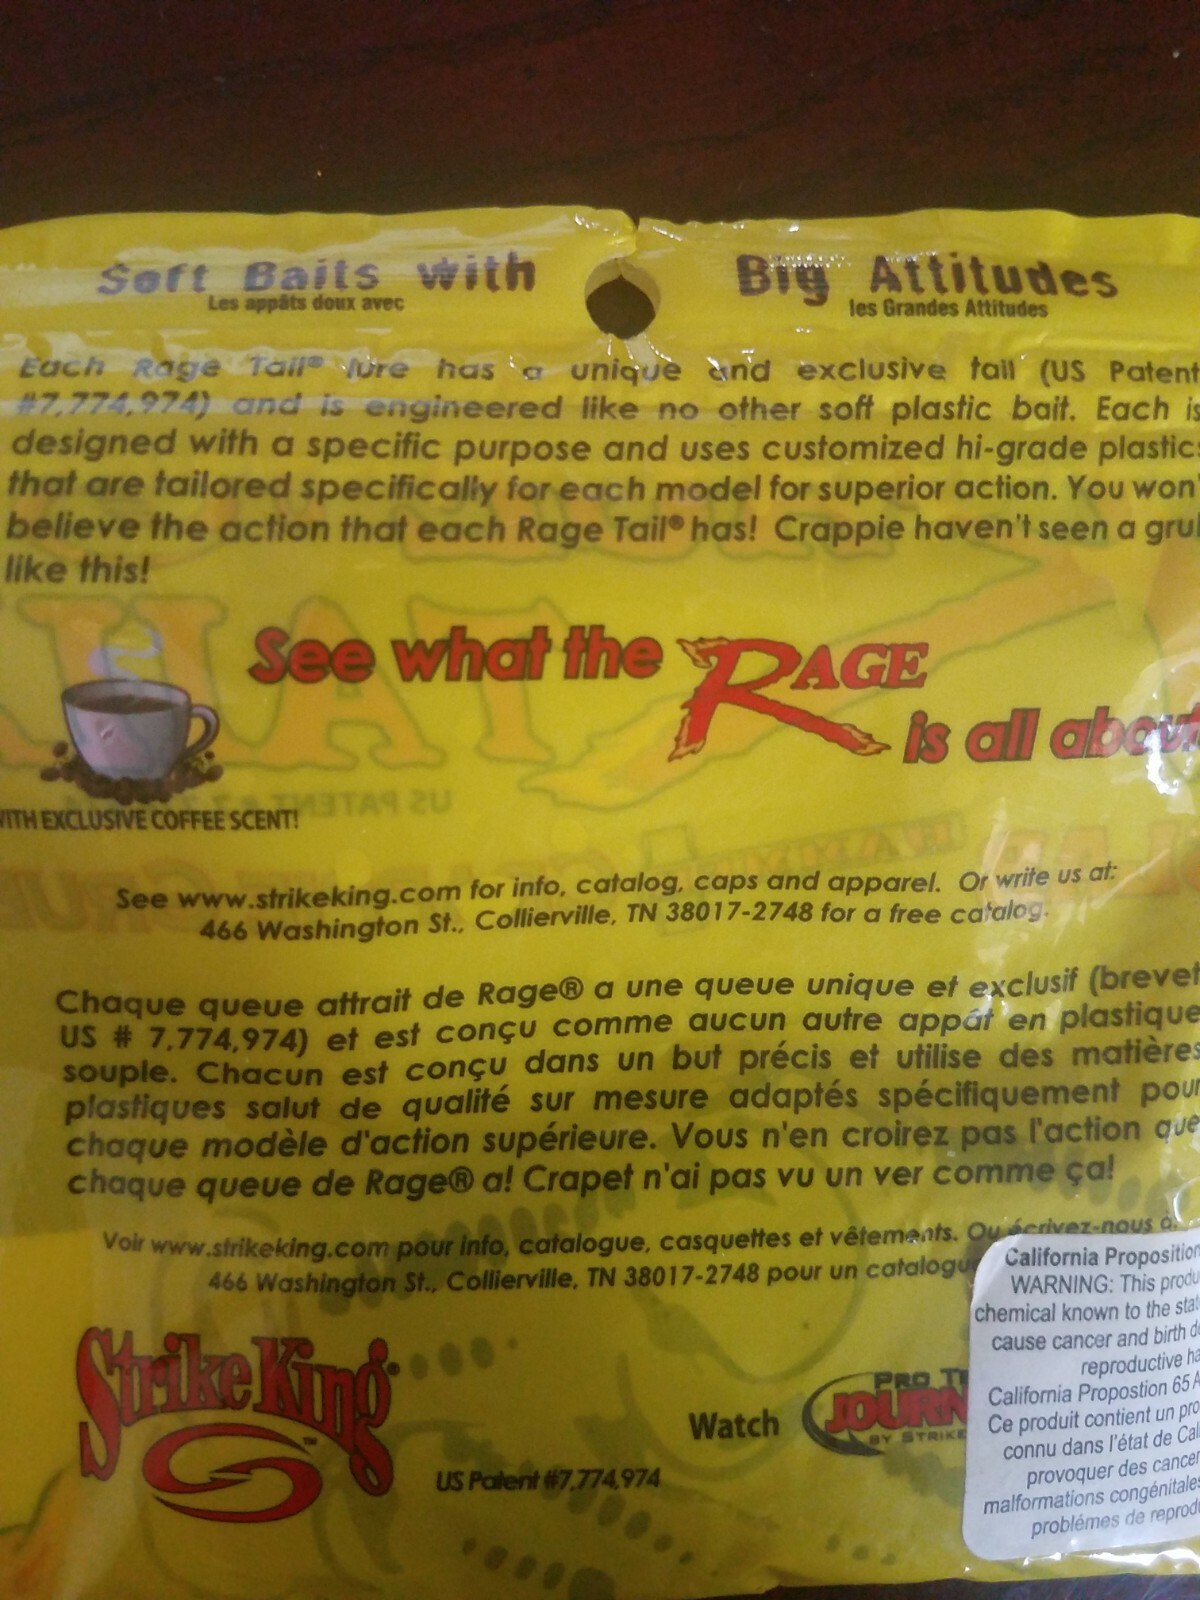 Soft Baits with Big Attitudes
Les appâts doux avec les Grandes Attitudes
Each Rage Tail® lure has a unique and exclusive tail (US Patent
#7,774,974) and is engineered like no other soft plastic bait. Each is
designed with a specific purpose and uses customized hi-grade plastics
that are tailored specifically for each model for superior action. You won'
believe the action that each Rage Tail® has! Crappie haven't seen a gru
like this!
See what the RAGE
is all about
WITH EXCLUSIVE COFFEE SCENT!
See www.strikeking.com for info, catalog, caps and apparel. Or write us at:
466 Washington St., Collierville, TN 38017-2748 for a free catalog.
Chaque queue attrait de Rage® a une queue unique et exclusif (brevet
US # 7,774,974) et est conçu comme aucun autre appât en plastique
souple. Chacun est conçu dans un but précis et utilise des matières
plastiques salut de qualité sur mesure adaptés spécifiquement pour
chaque modèle d'action supérieure. Vous n'en croirez pas l'action que
chaque queue de Rage® a! Crapet n'ai pas vu un ver comme ça!
Voir www.strikeking.com pour info, catalogue, casquettes et vêtements. Ou écrivez-nous à
466 Washington St., Collierville, TN 38017-2748 pour un catalogu
Strike King®
™
US Patent #7,774,974
Watch
PRO T
JOURN
BY STRIKE
California Proposition
WARNING: This produ
chemical known to the stat
cause cancer and birth d
reproductive ha
California Propostion 65 A
Ce produit contient un pro
connu dans l'état de Cal
provoquer des cancer
malformations congénitales
problémes de reprod